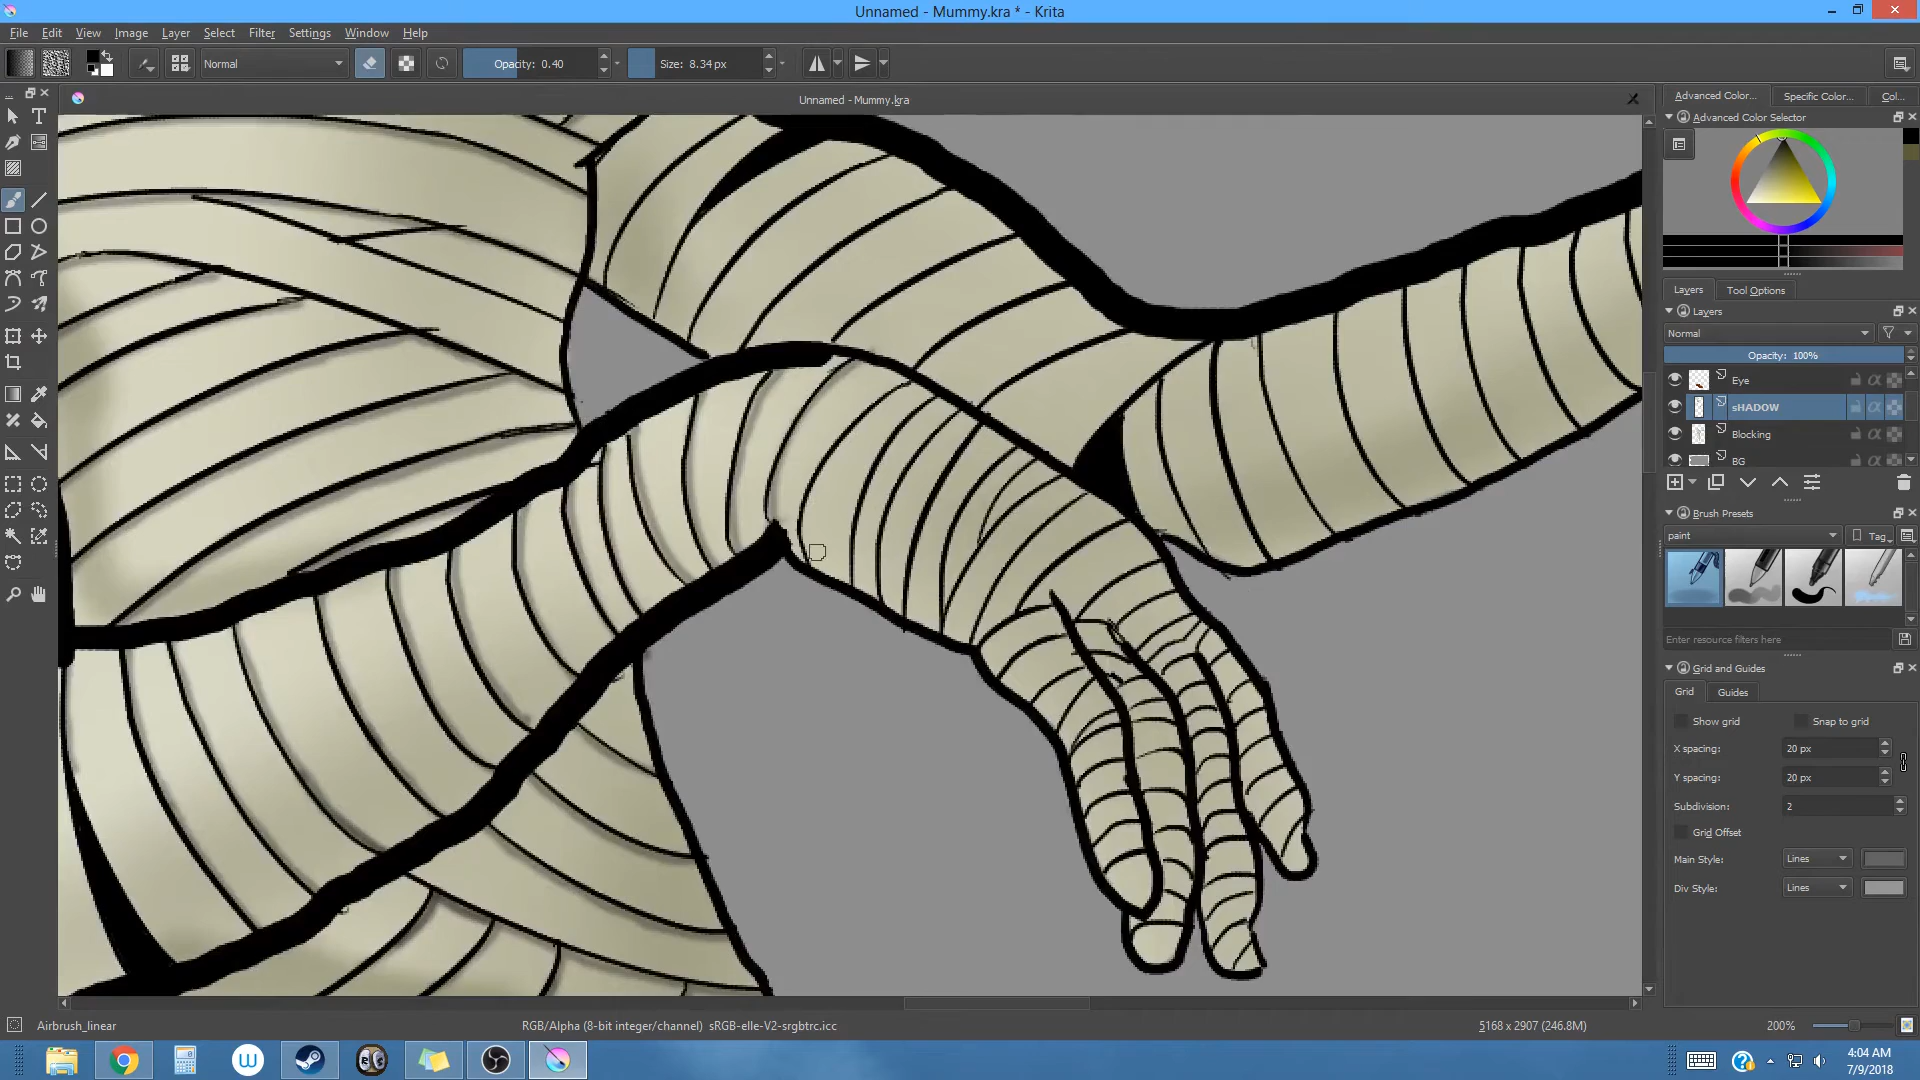 Unnamed - Mummy.kra * - Krita
File Edit View Image Layer Select Filter Settings Window Help
Normal Opacity: 0.40 Size: 8.34 px
Unnamed - Mummy.kra
Advanced Color... Specific Color... Col...
Advanced Color Selector
Layers Tool Options
Layers
Normal
Opacity: 100%
Eye
sHADOW
Blocking
BG
Brush Presets
paint Tag
Enter resource filters here
Grid and Guides
Grid Guides
Show grid Snap to grid
X spacing: 20 px
Y spacing: 20 px
Subdivision: 2
Grid Offset
Main Style: Lines
Div Style: Lines
Airbrush_linear RGB/Alpha (8-bit integer/channel) sRGB-elle-V2-srgbtrc.icc 5168 x 2907 (246.8M) 200%
4:04 AM
7/9/2018